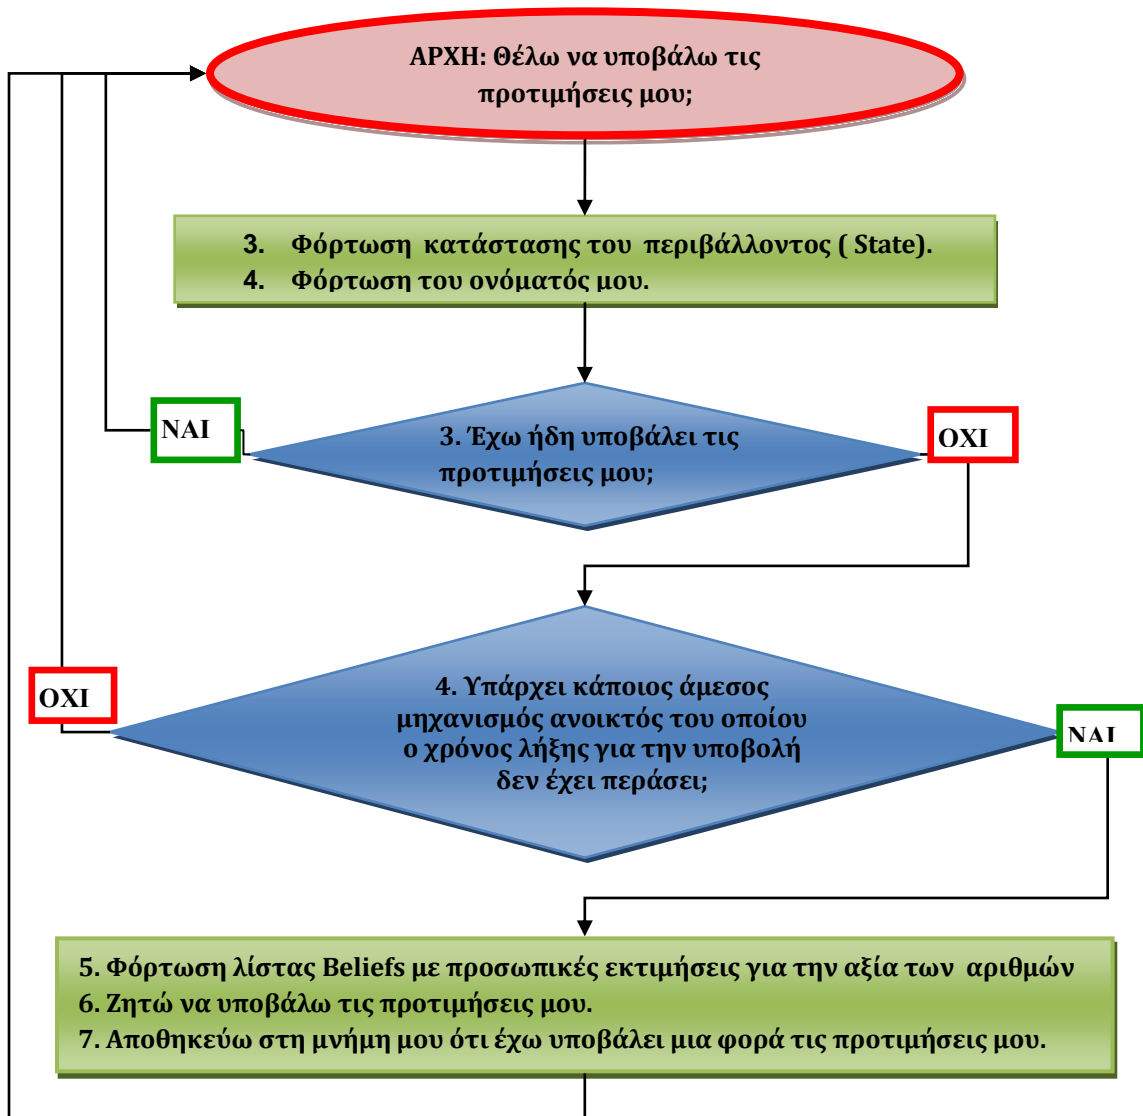 ΑΡΧΗ: Θέλω να υποβάλω τις
προτιμήσεις μου;
3. Φόρτωση κατάστασης του περιβάλλοντος ( State).
4. Φόρτωση του ονόματός μου.
ΝΑΙ
3. Έχω ήδη υποβάλει τις
προτιμήσεις μου;
ΟΧΙ
ΟΧΙ
4. Υπάρχει κάποιος άμεσος
μηχανισμός ανοικτός του οποίου
ο χρόνος λήξης για την υποβολή
δεν έχει περάσει;
ΝΑΙ
5. Φόρτωση λίστας Beliefs με προσωπικές εκτιμήσεις για την αξία των αριθμών
6. Ζητώ να υποβάλω τις προτιμήσεις μου.
7. Αποθηκεύω στη μνήμη μου ότι έχω υποβάλει μια φορά τις προτιμήσεις μου.